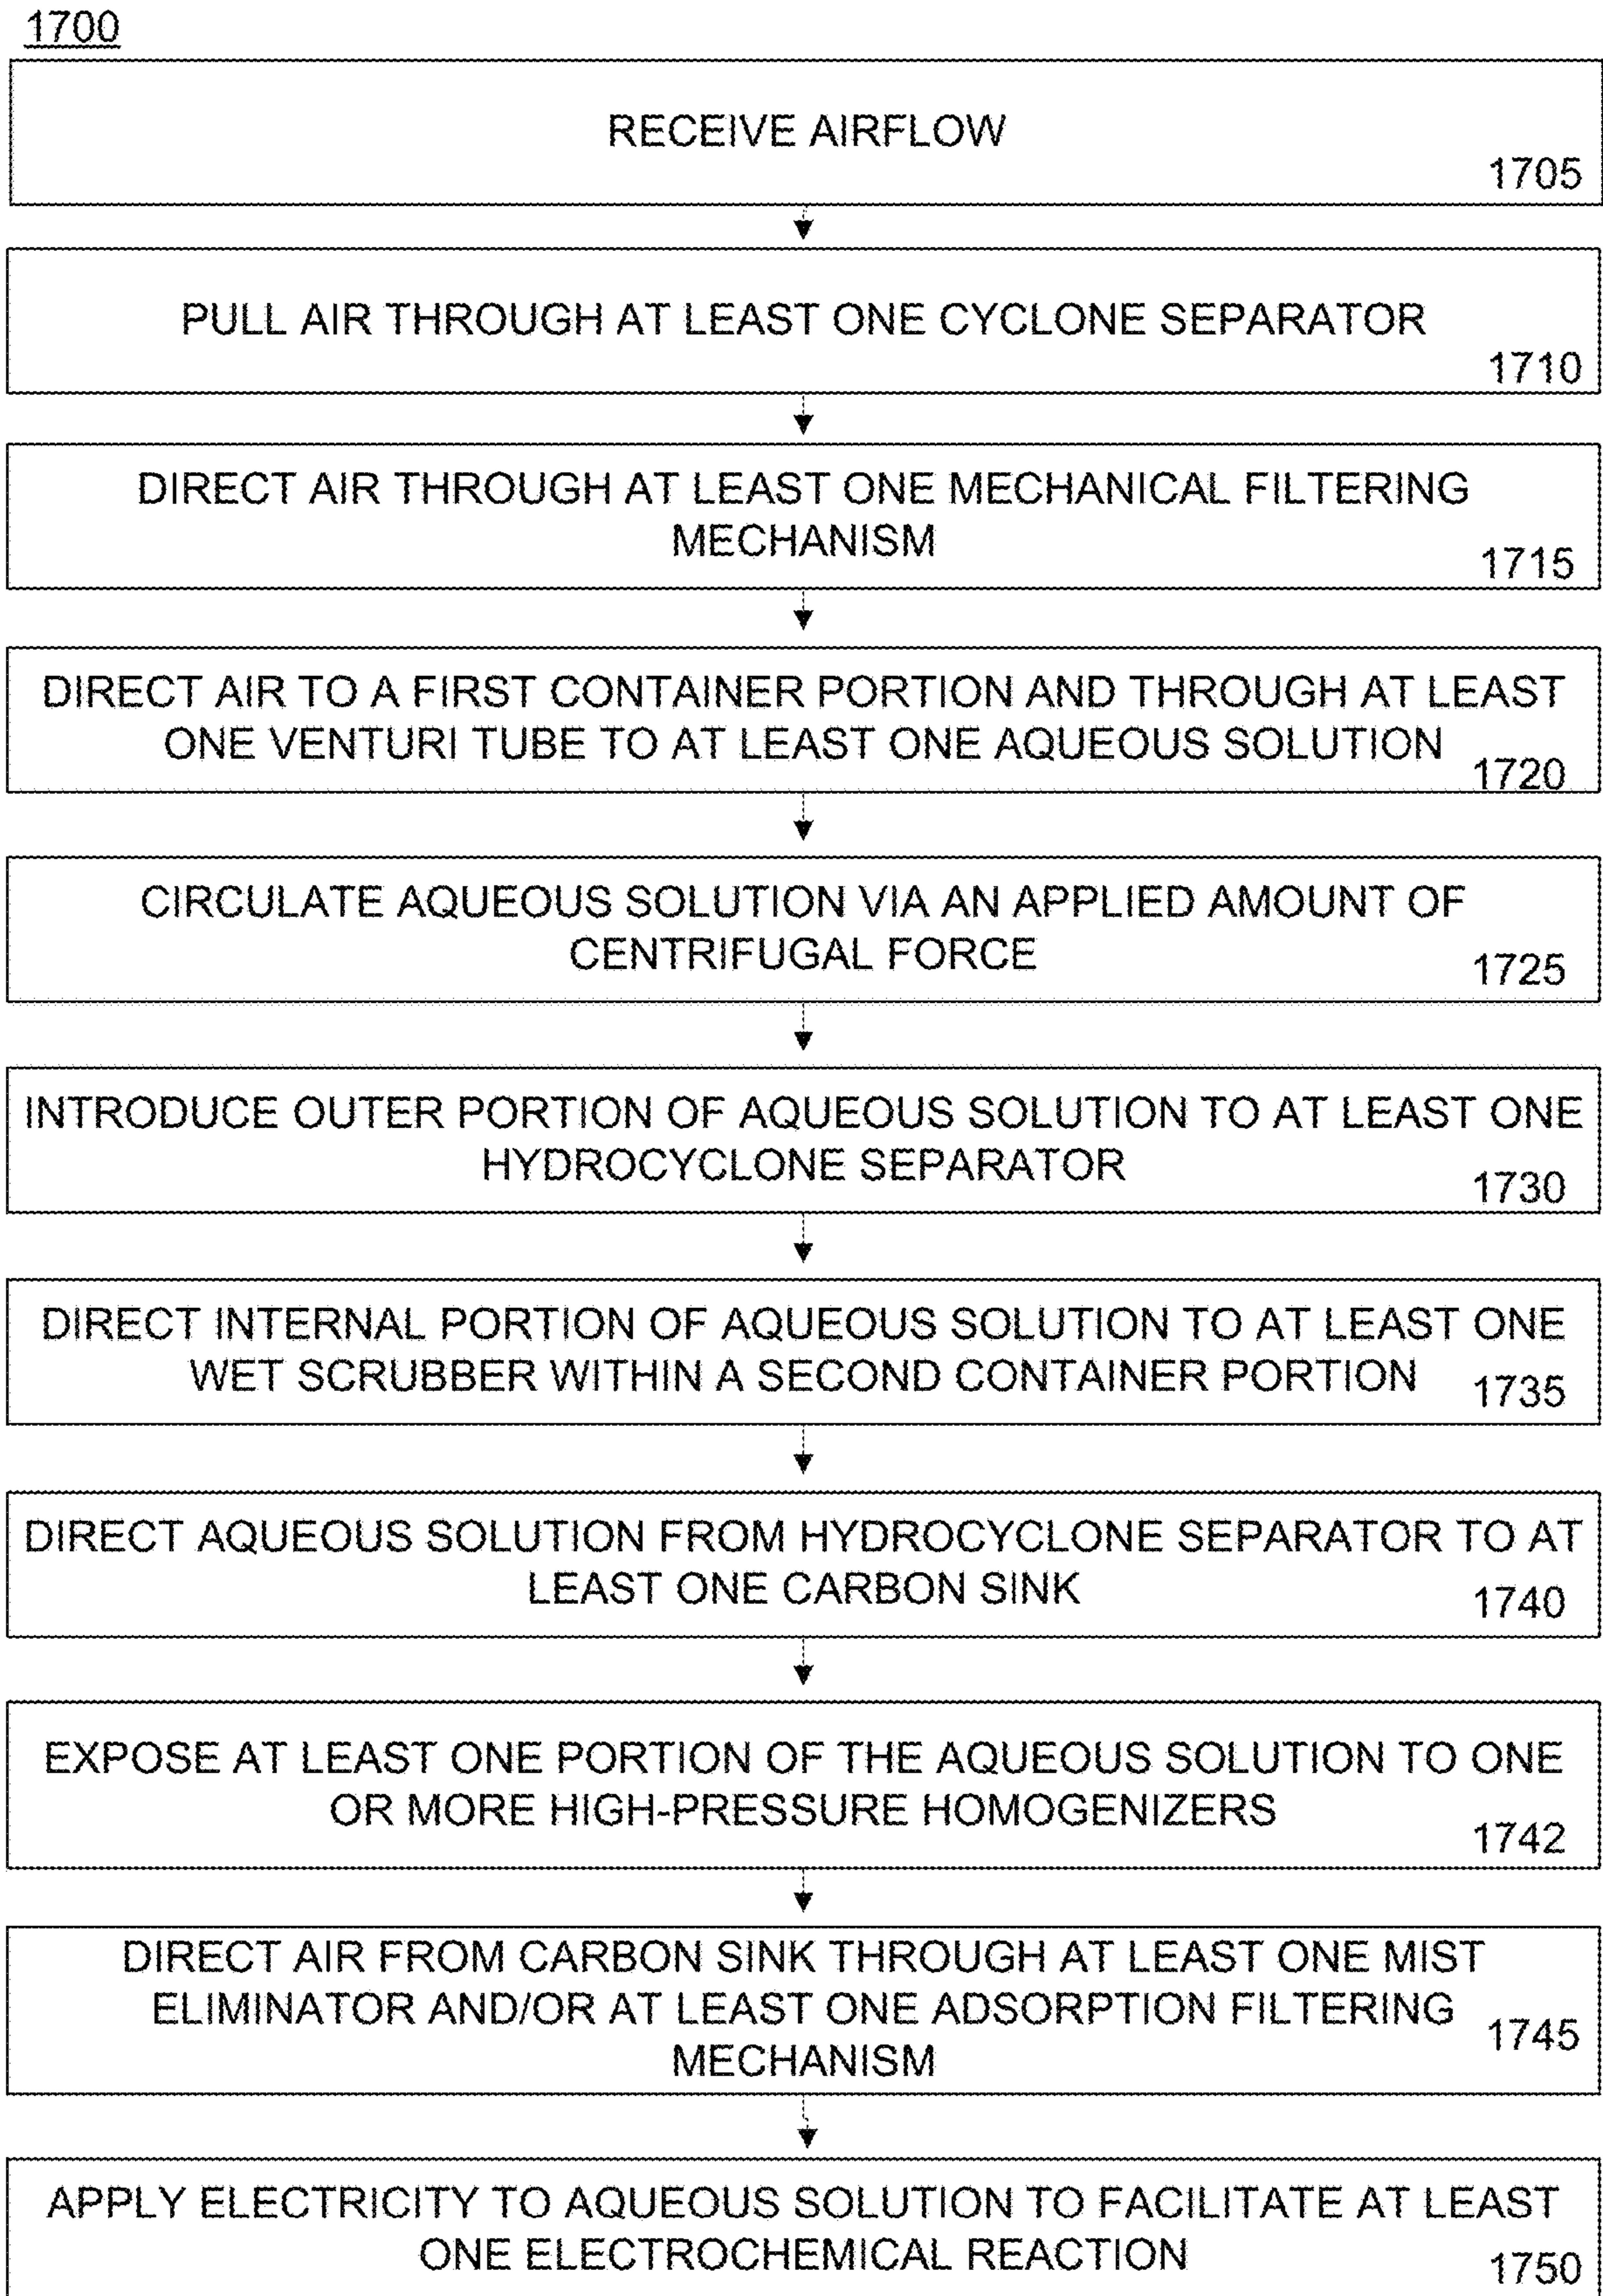 1700
RECEIVE AIRFLOW
1705
PULL AIR THROUGH AT LEAST ONE CYCLONE SEPARATOR
1710
DIRECT AIR THROUGH AT LEAST ONE MECHANICAL FILTERING
MECHANISM
1715
DIRECT AIR TO A FIRST CONTAINER PORTION AND THROUGH AT LEAST
ONE VENTURI TUBE TO AT LEAST ONE AQUEOUS SOLUTION
1720
CIRCULATE AQUEOUS SOLUTION VIA AN APPLIED AMOUNT OF
CENTRIFUGAL FORCE
1725
INTRODUCE OUTER PORTION OF AQUEOUS SOLUTION TO AT LEAST ONE
HYDROCYCLONE SEPARATOR
1730
DIRECT INTERNAL PORTION OF AQUEOUS SOLUTION TO AT LEAST ONE
WET SCRUBBER WITHIN A SECOND CONTAINER PORTION
1735
DIRECT AQUEOUS SOLUTION FROM HYDROCYCLONE SEPARATOR TO AT
LEAST ONE CARBON SINK
1740
EXPOSE AT LEAST ONE PORTION OF THE AQUEOUS SOLUTION TO ONE
OR MORE HIGH-PRESSURE HOMOGENIZERS
1742
DIRECT AIR FROM CARBON SINK THROUGH AT LEAST ONE MIST
ELIMINATOR AND/OR AT LEAST ONE ADSORPTION FILTERING
MECHANISM
1745
APPLY ELECTRICITY TO AQUEOUS SOLUTION TO FACILITATE AT LEAST
ONE ELECTROCHEMICAL REACTION
1750